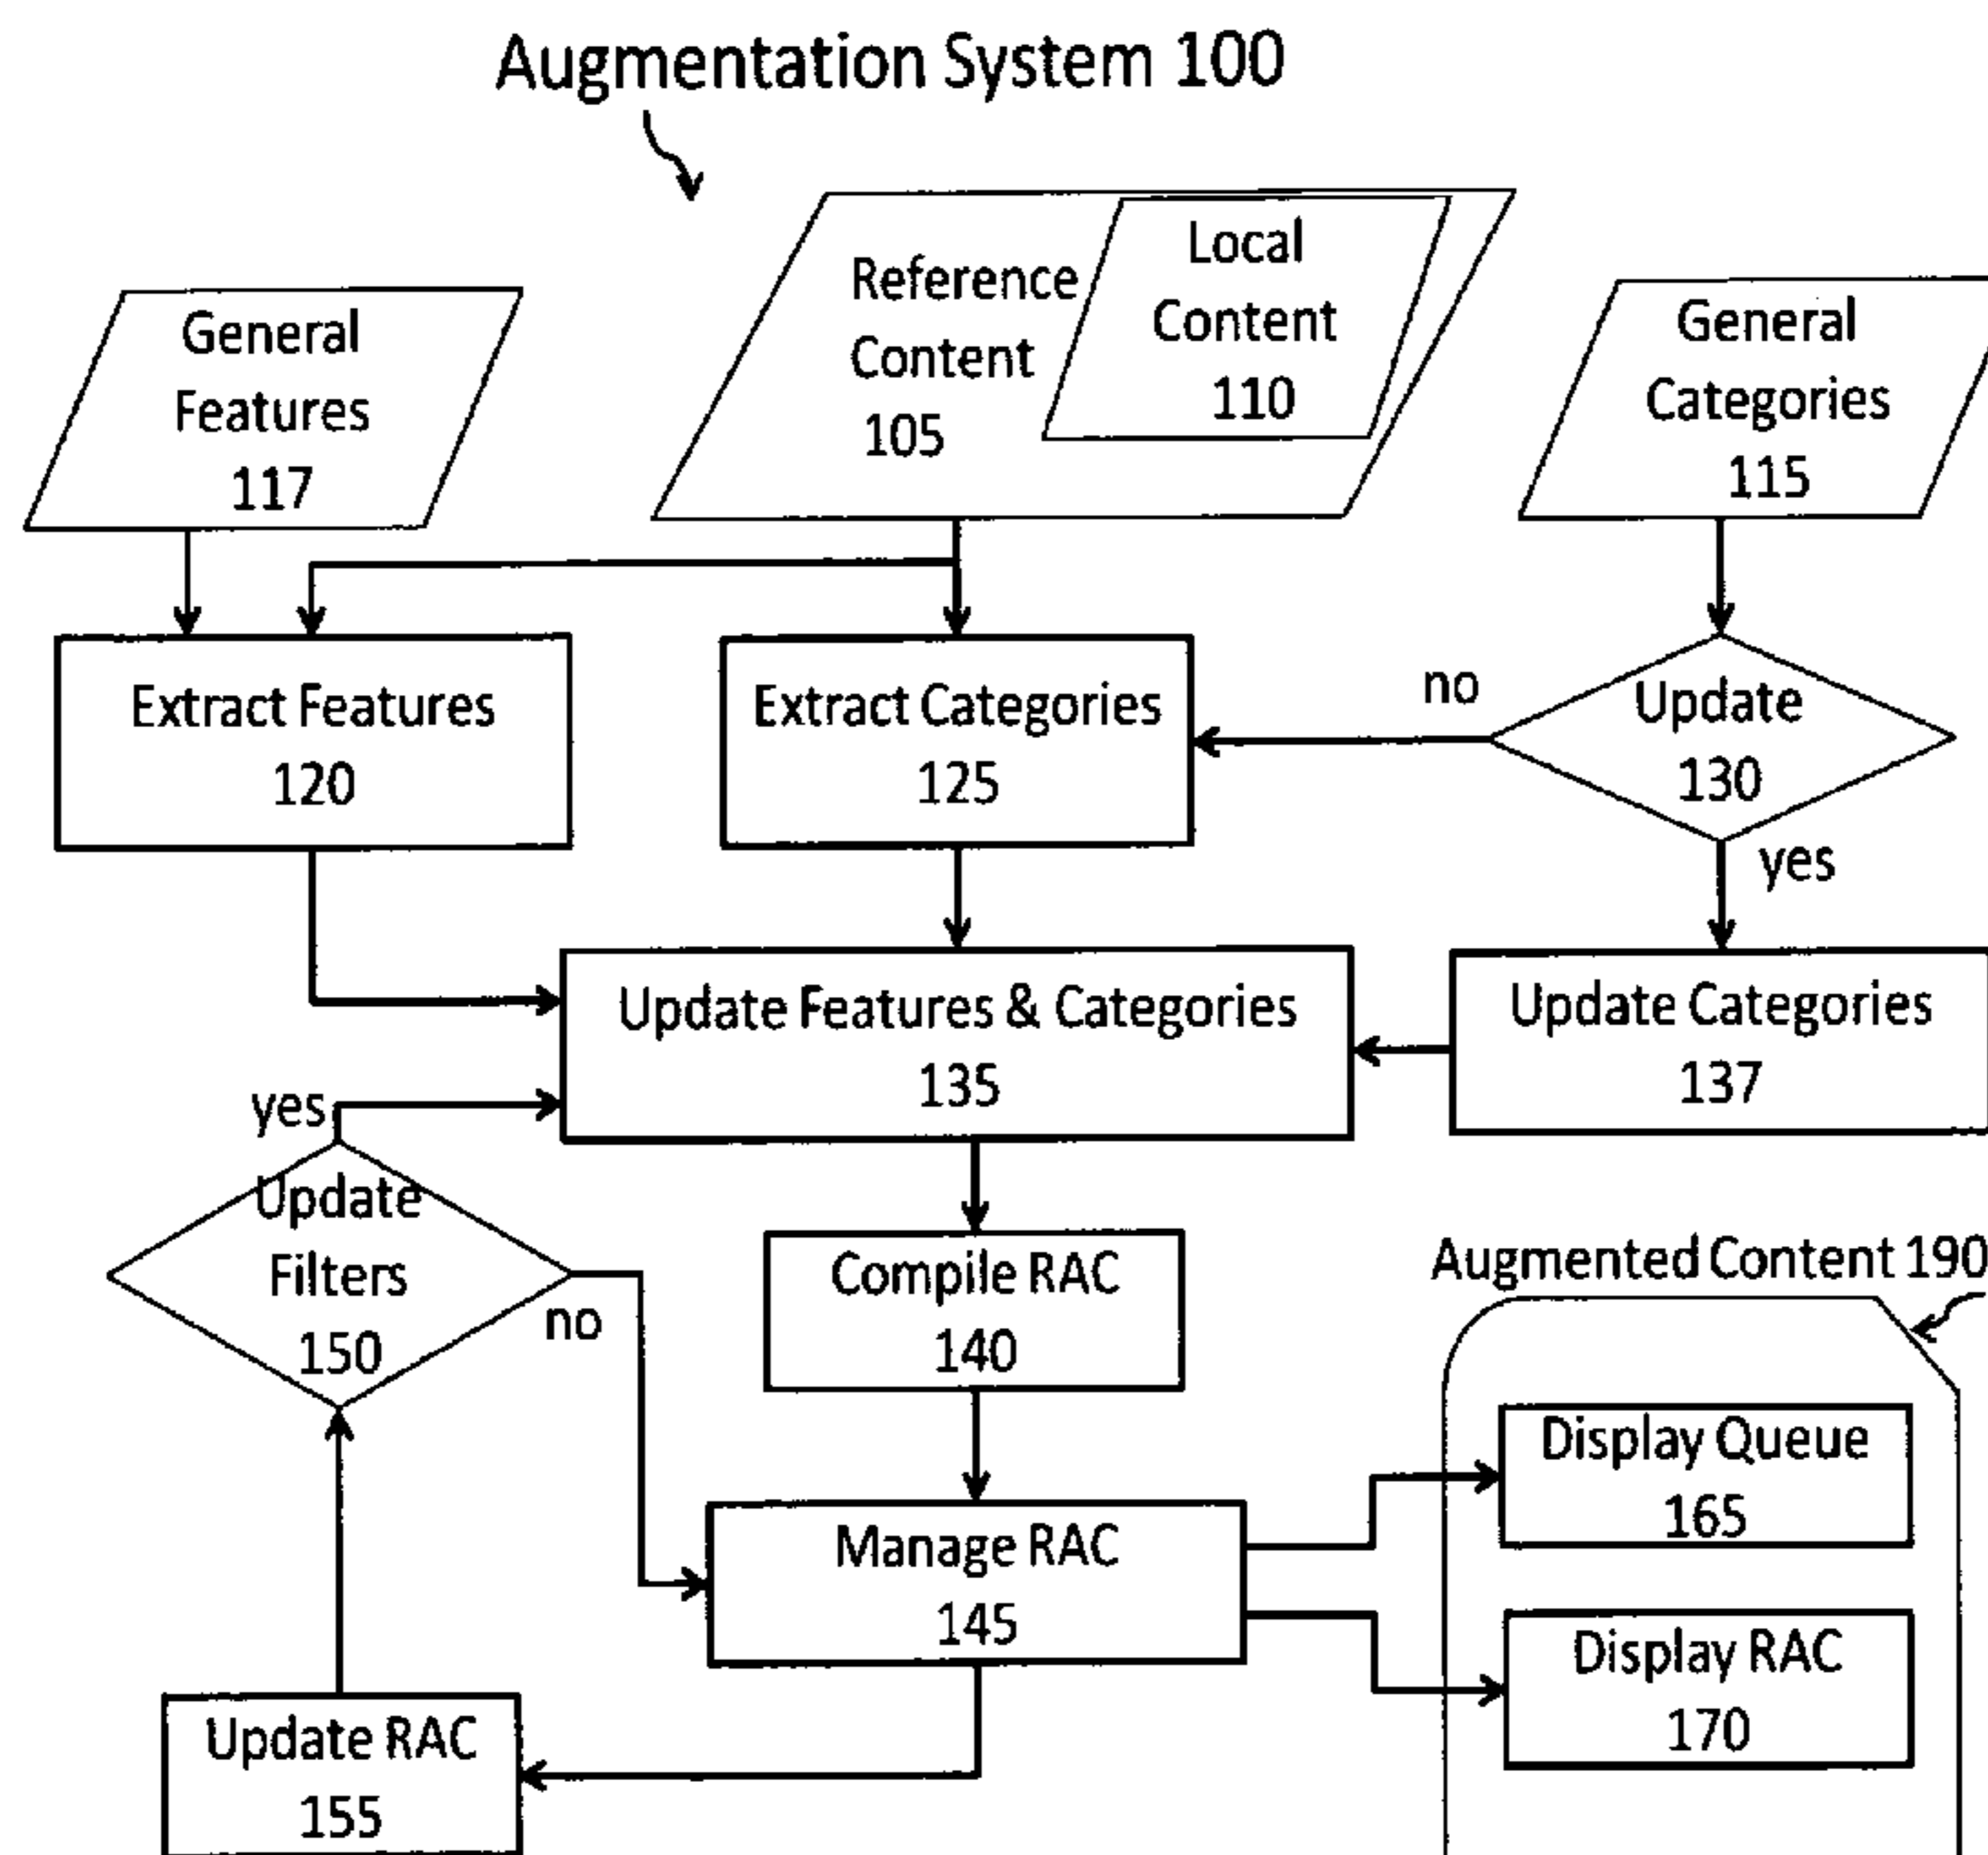 Augmentation System 100
General
Features
117
Reference
Content
105
Local
Content
110
General
Categories
115
Extract Features
120
Extract Categories
125
no
Update
130
yes
Update Features & Categories
135
Update Categories
137
yes
Update
Filters
150
no
Compile RAC
140
Augmented Content 190
Display Queue
165
Manage RAC
145
Display RAC
170
Update RAC
155